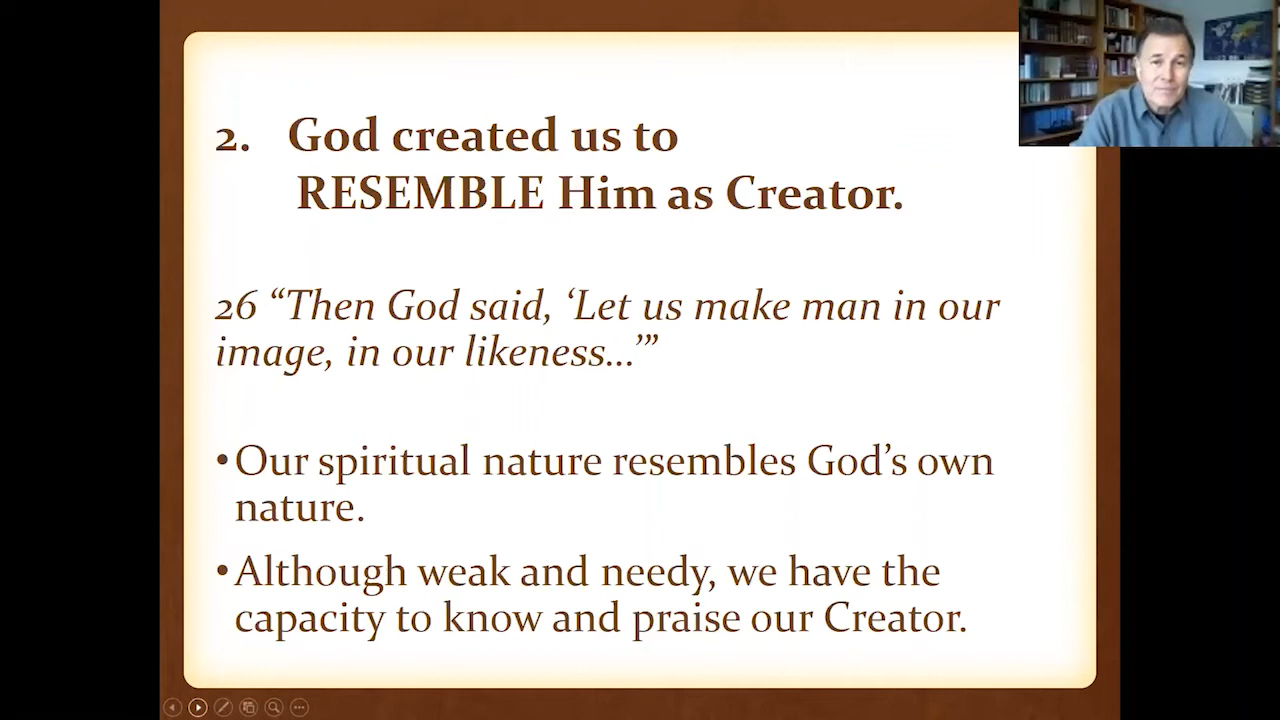 2. God created us to
RESEMBLE Him as Creator.
26 “Then God said, ‘Let us make man in our
image, in our likeness…’”
•Our spiritual nature resembles God’s own
nature.
•Although weak and needy, we have the
capacity to know and praise our Creator.